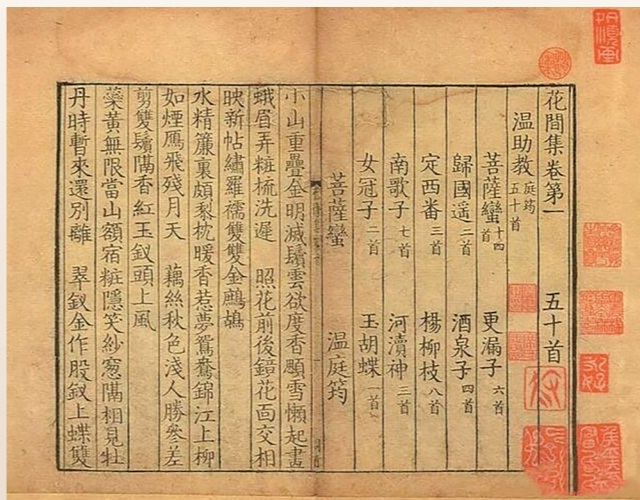 花間集卷第一 五十首
温助教庭筠 五十首
菩薩蠻十四首 更漏子六首
歸國遥二首 酒泉子四首
定西番三首 楊柳枝八首
南歌子七首 河瀆神三首
女冠子二首 玉胡蝶一首
菩薩蠻 温庭筠
小山重疊金明滅鬢雲欲度香顋雪懶起畫
蛾眉弄粧梳洗遲 照花前後鏡花面交相
映新帖繡羅襦雙雙金鷓鴣
水精簾裏頗梨枕暖香惹夢鴛鴦錦江上柳
如煙鴈飛殘月天 藕絲秋色淺人勝參差
剪雙鬢隔香紅玉釵頭上風
蘂黃無限當山額宿粧隱笑紗窻隔相見牡
丹時暫來還別離 翠釵金作股釵上蝶雙